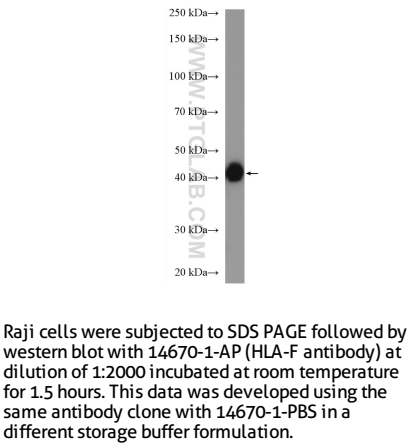 250 kDa→
150 kDa→
100 kDa→
70 kDa→
50 kDa→
40 kDa→
←
30 kDa→
20 kDa→
WWW.PTGLAB.COM
Raji cells were subjected to SDS PAGE followed by
western blot with 14670-1-AP (HLA-F antibody) at
dilution of 1:2000 incubated at room temperature
for 1.5 hours. This data was developed using the
same antibody clone with 14670-1-PBS in a
different storage buffer formulation.